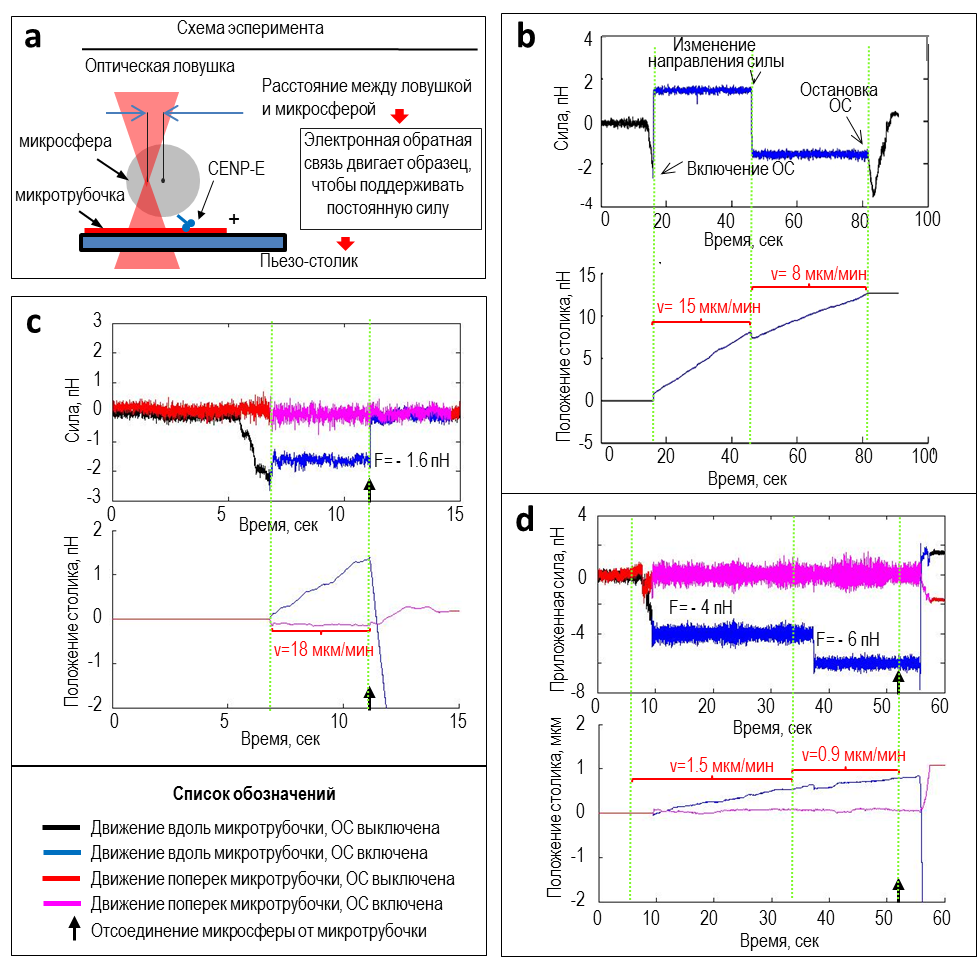 a
Схема эсперимента
Оптическая ловушка
Расстояние между ловушкой
и микросферой
микросфера
Электронная обратная
связь двигает образец,
чтобы поддерживать
постоянную силу
CENP-E
микротрубочка
+
Пьезо-столик
b
4
2
0
-2
-4
Сила, пН
Изменение
направления силы
Остановка
ОС
Включение ОС
0 20 40 60 80 100
Время, сек
15
10
5
0
-5
Положение столика, пН
v= 15 мкм/мин
v= 8 мкм/мин
0 20 40 60 80 100
Время, сек
c
3
2
1
0
-1
-2
-3
Сила, пН
F= - 1.6 пН
0 5 10 15
Время, сек
2
1
0
-1
-2
Положение столика, пН
v=18 мкм/мин
0 5 10 15
Время, сек
d
4
0
-4
-8
Приложенная сила, пН
F= - 4 пН
F= - 6 пН
0 10 20 30 40 50 60
Время, сек
2
1
0
-1
-2
Положение столика, мкм
v=1.5 мкм/мин
v=0.9 мкм/мин
0 10 20 30 40 50 60
Время, сек
Список обозначений
Движение вдоль микротрубочки, ОС выключена
Движение вдоль микротрубочки, ОС включена
Движение поперек микротрубочки, ОС выключена
Движение поперек микротрубочки, ОС включена
Отсоединение микросферы от микротрубочки